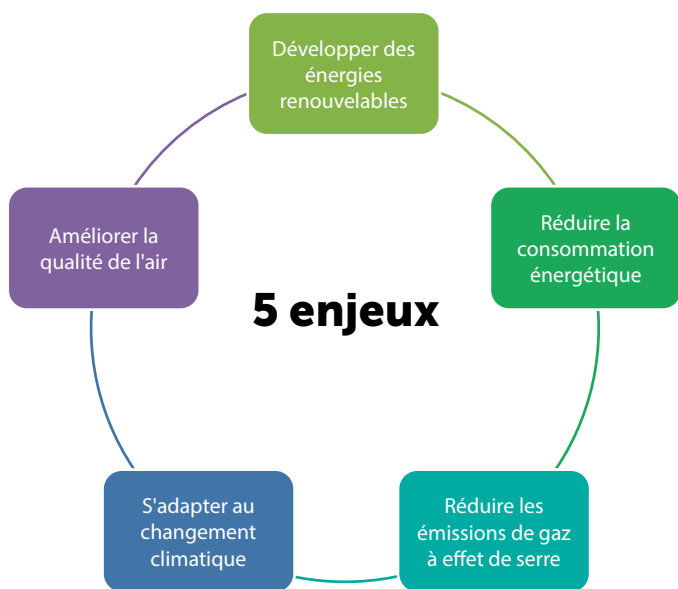 Développer des
énergies
renouvelables
Réduire la
consommation
énergétique
Réduire les
émissions de gaz
à effet de serre
S'adapter au
changement
climatique
Améliorer la
qualité de l'air
5 enjeux